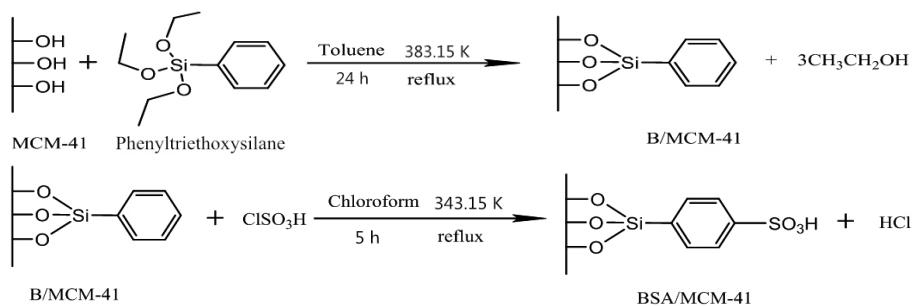 OH
OH
OH
+
O
O
Si
O
Toluene 383.15 K
24 h reflux
O
O
Si
O
+ 3CH₃CH₂OH
MCM-41 Phenyltriethoxysilane
B/MCM-41
O
O
Si
O
+ ClSO₃H
Chloroform 343.15 K
5 h reflux
O
O
Si
O
SO₃H
+ HCl
B/MCM-41
BSA/MCM-41